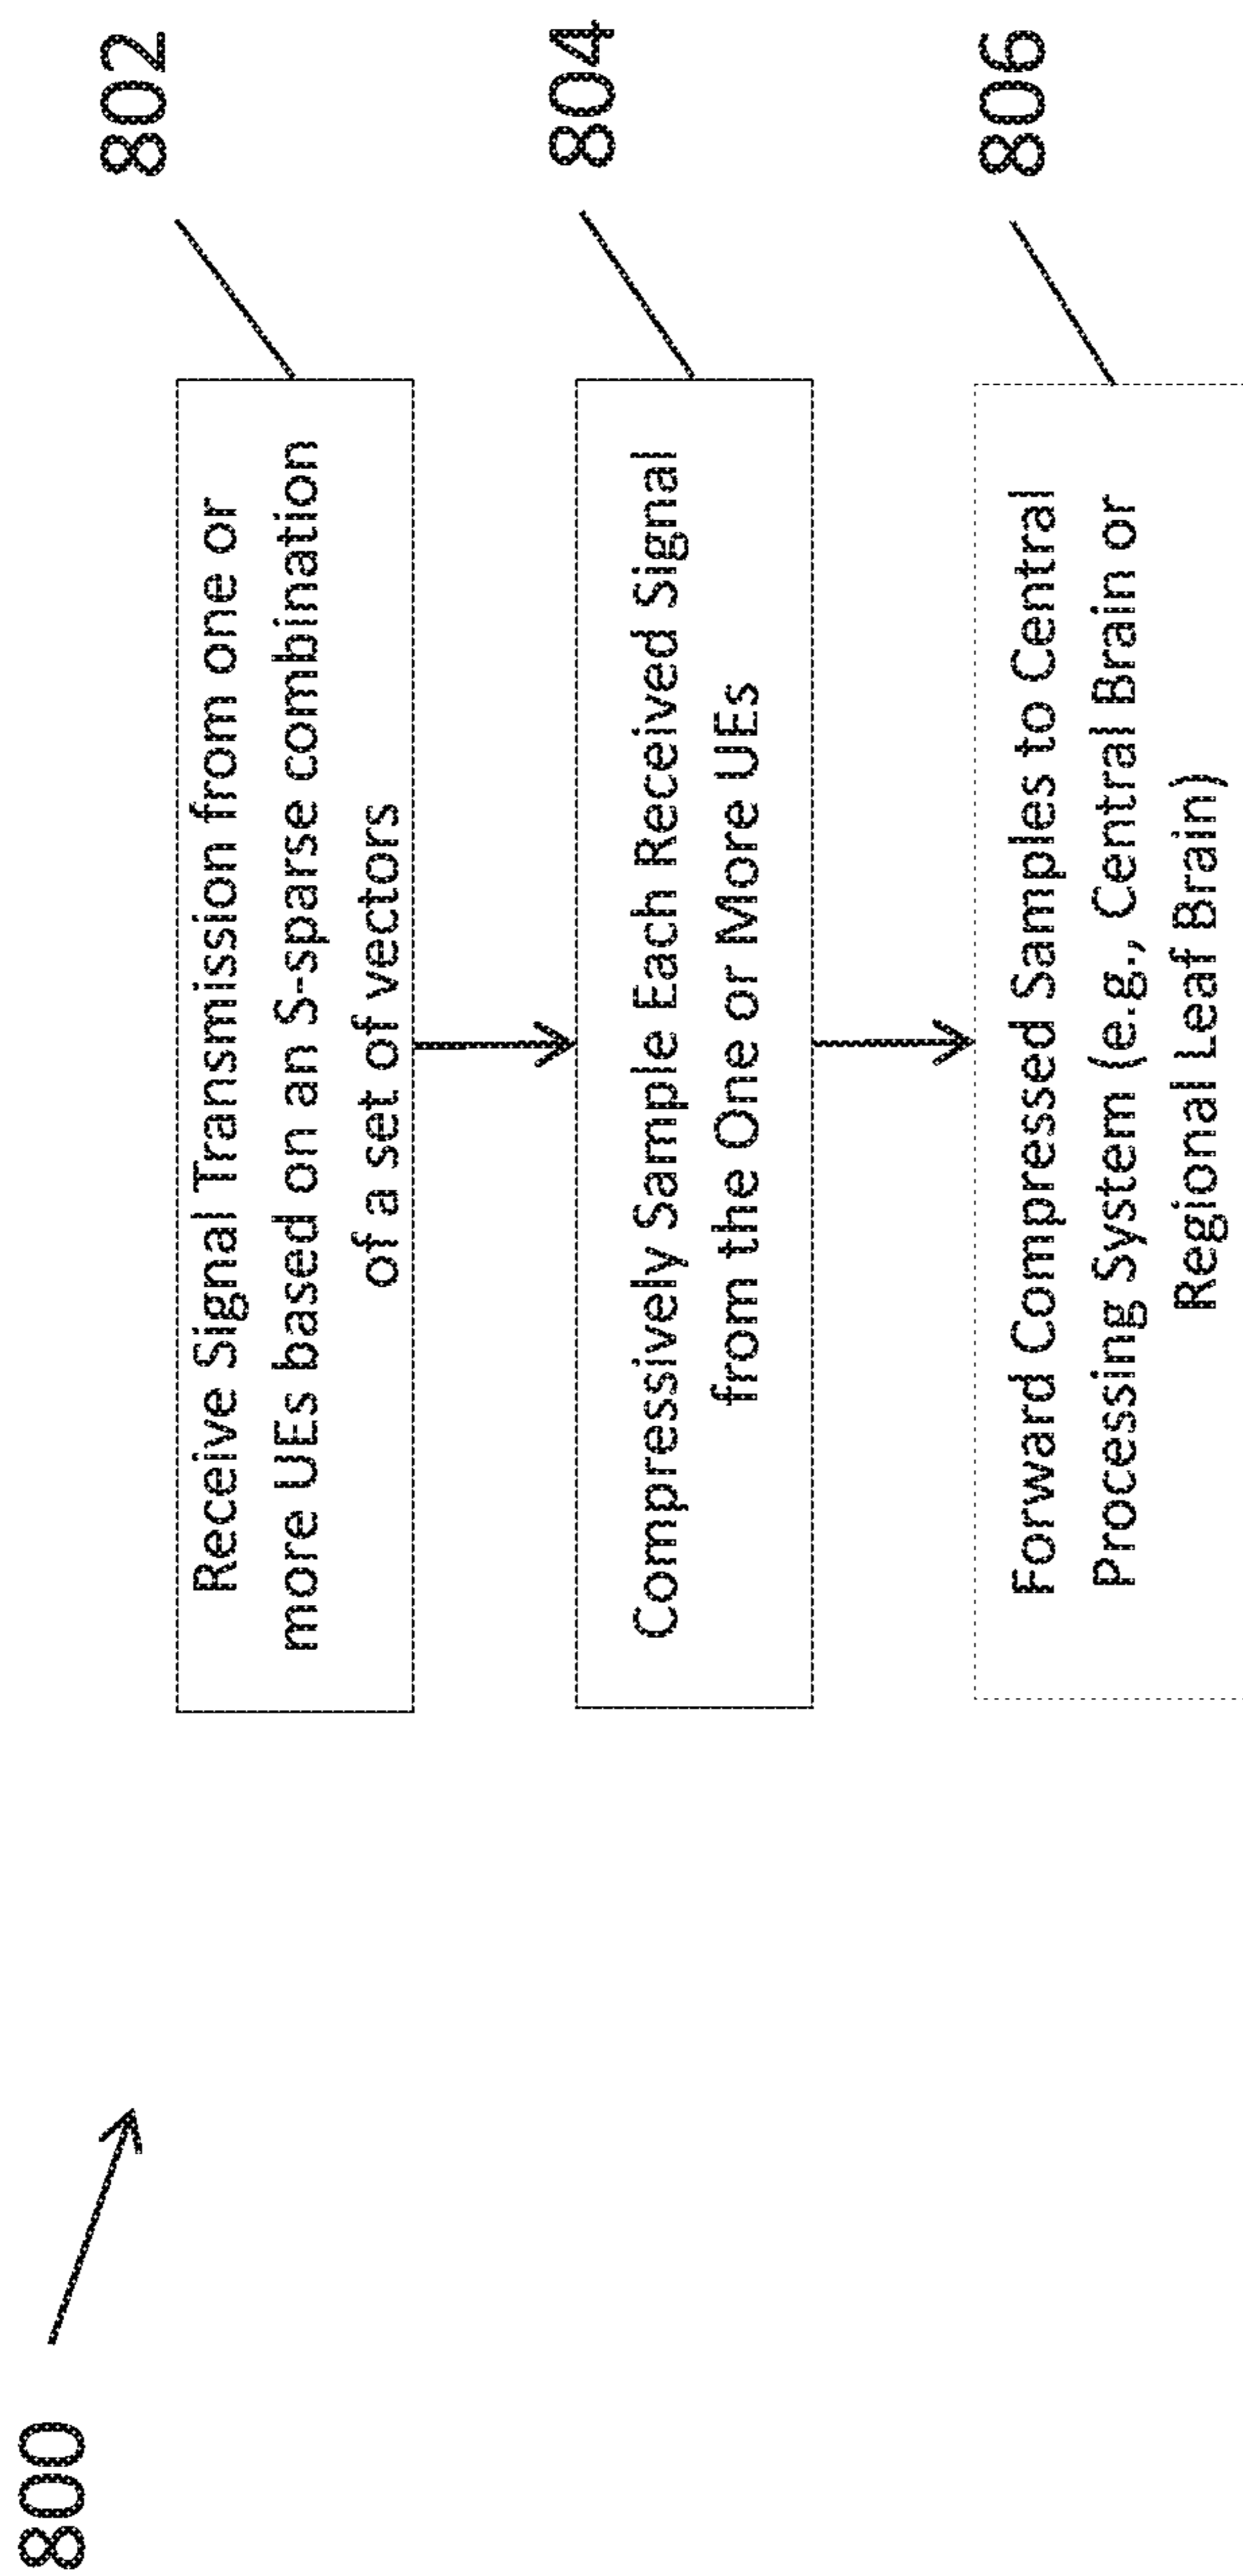 800
802
Receive Signal Transmission from one or
more UEs based on an S-sparse combination
of a set of vectors
804
Compressively Sample Each Received Signal
from the One or More UEs
806
Forward Compressed Samples to Central
Processing System (e.g., Central Brain or
Regional Leaf Brain)